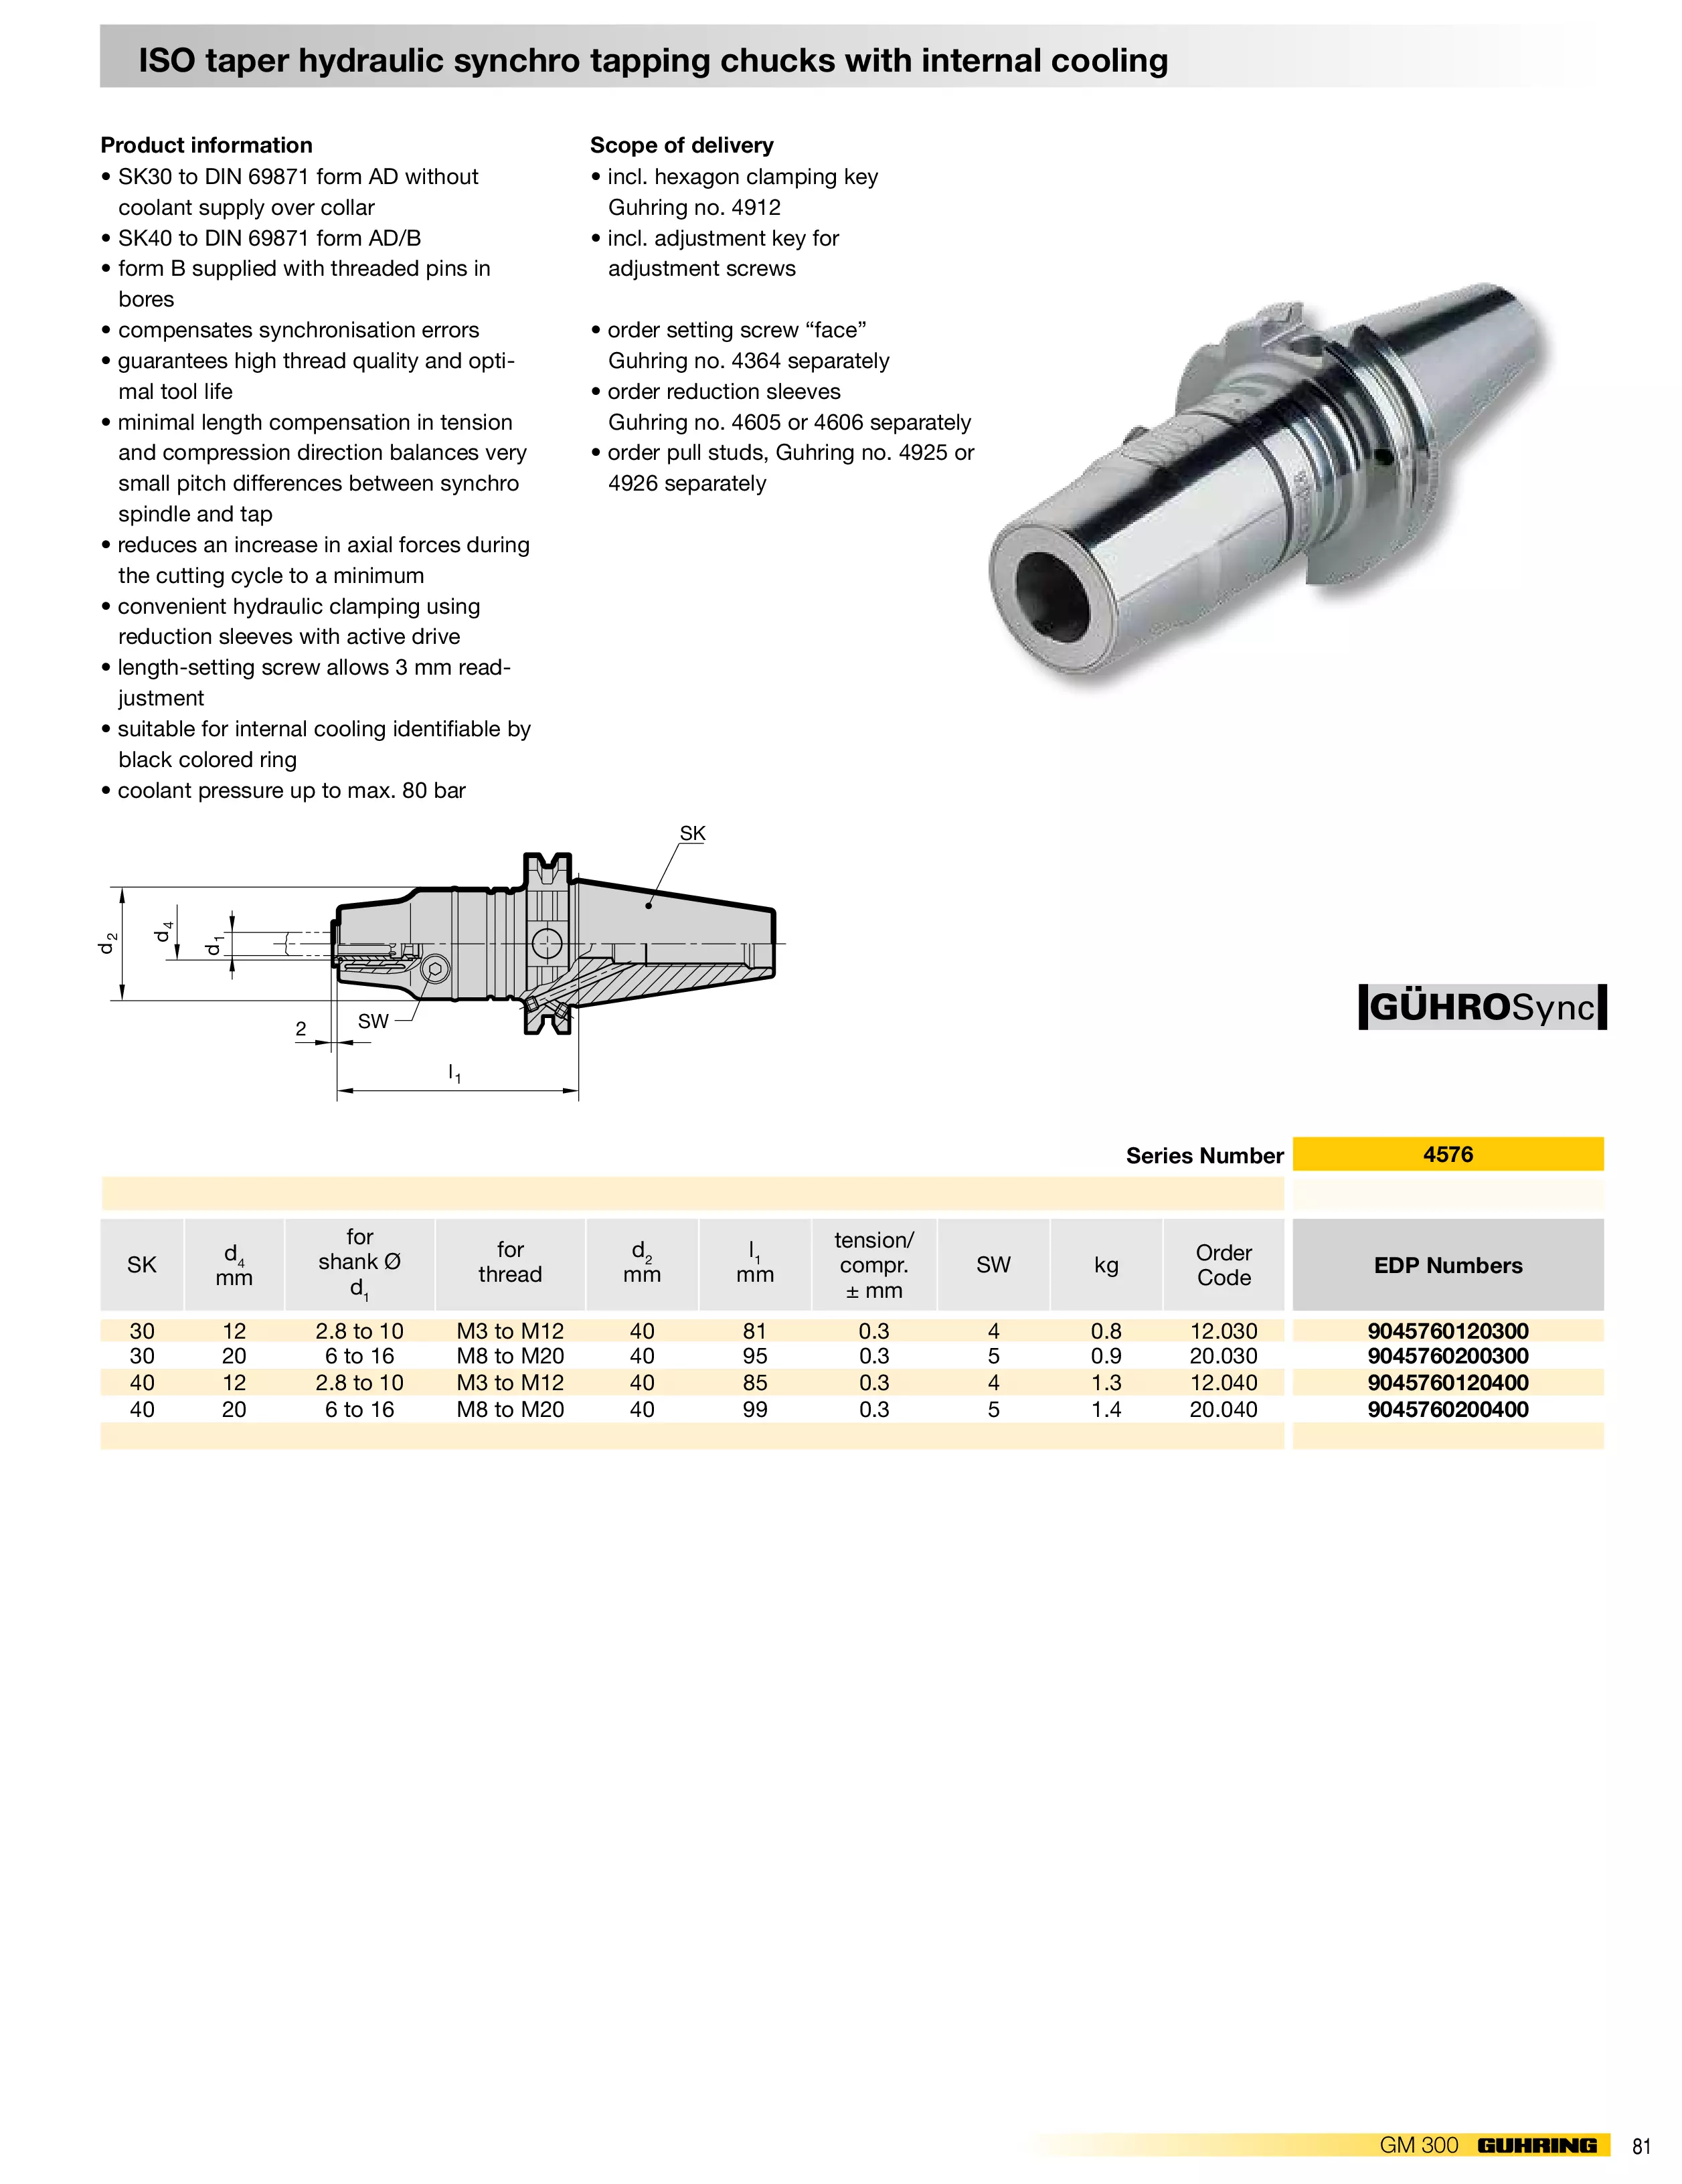 ISO taper hydraulic synchro tapping chucks with internal cooling
Product information
• SK30 to DIN 69871 form AD without
coolant supply over collar
• SK40 to DIN 69871 form AD/B
• form B supplied with threaded pins in
bores
• compensates synchronisation errors
• guarantees high thread quality and opti-
mal tool life
• minimal length compensation in tension
and compression direction balances very
small pitch differences between synchro
spindle and tap
• reduces an increase in axial forces during
the cutting cycle to a minimum
• convenient hydraulic clamping using
reduction sleeves with active drive
• length-setting screw allows 3 mm read-
justment
• suitable for internal cooling identifiable by
black colored ring
• coolant pressure up to max. 80 bar
Scope of delivery
• incl. hexagon clamping key
Guhring no. 4912
• incl. adjustment key for
adjustment screws
• order setting screw “face”
Guhring no. 4364 separately
• order reduction sleeves
Guhring no. 4605 or 4606 separately
• order pull studs, Guhring no. 4925 or
4926 separately
SK
d2
d4
d1
2
SW
l1
GÜHROSync
Series Number 4576
SK d4 mm for shank Ø d1 for thread d2 mm l1 mm tension/ compr. ± mm SW kg Order Code EDP Numbers
30 12 2.8 to 10 M3 to M12 40 81 0.3 4 0.8 12.030 9045760120300
30 20 6 to 16 M8 to M20 40 95 0.3 5 0.9 20.030 9045760200300
40 12 2.8 to 10 M3 to M12 40 85 0.3 4 1.3 12.040 9045760120400
40 20 6 to 16 M8 to M20 40 99 0.3 5 1.4 20.040 9045760200400
GM 300 GUHRING 81